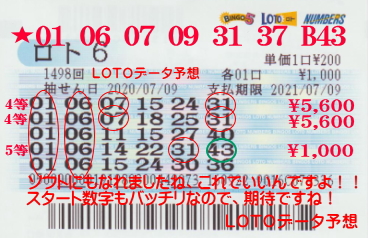 BINGO5 LOTO NUMBERS
★01 06 07 09 31 37 B43
ロト6
単価1口¥200
1498回 LOTOデータ予想
各01口 ¥1,000
抽せん日 2020/07/09 支払期限 2021/07/09
4等 01 06 07 15 24 31 ¥5,600
4等 01 06 07 18 25 31 ¥5,600
01 06 11 15 27 40
5等 01 06 14 22 31 43 ¥1,000
01 06 15 24 30 36
ソフトにもなれましたね、これでいいんですよ！！
スタート数字もバッチリなので、期待ですね！
LOTOデータ予想